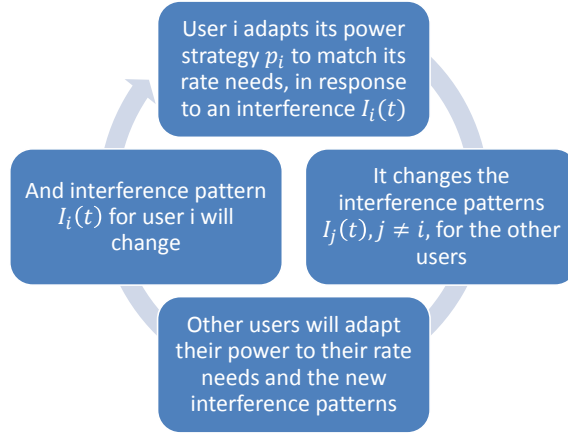 User i adapts its power
strategy p_i to match its
rate needs, in response
to an interference I_i(t)
It changes the
interference patterns
I_j(t), j ≠ i, for the other
users
Other users will adapt
their power to their rate
needs and the new
interference patterns
And interference pattern
I_i(t) for user i will
change